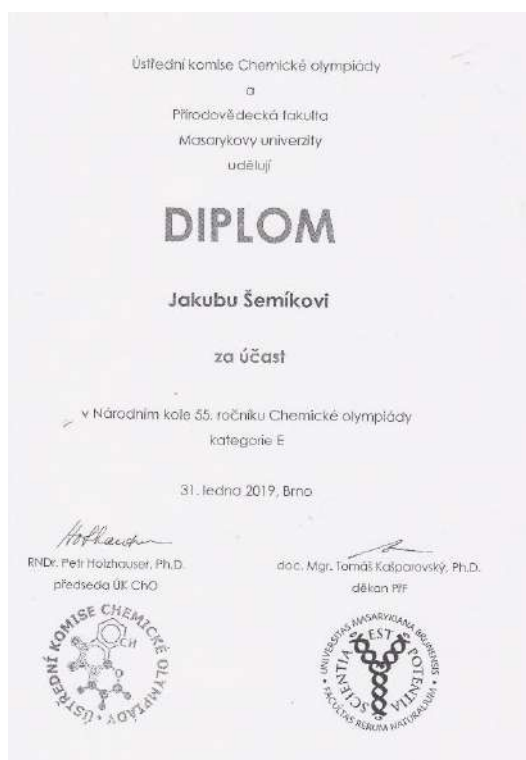 Ústřední komise Chemické olympiády
a
Přírodovědecká fakulta
Masarykovy univerzity
udělují
DIPLOM
Jakubu Šemíkovi
za účast
v Národním kole 55. ročníku Chemické olympiády
kategorie E
31. ledna 2019, Brno
RNDr. Petr Holzhauser, Ph.D.
předseda ÚK ChO
doc. Mgr. Tomáš Kašparovský, Ph.D.
děkan PřF
ÚSTŘEDNÍ KOMISE CHEMICKÉ OLYMPIÁDY
UNIVERSITAS MASARYKIANA BRUNENSIS
FACULTAS RERUM NATURALIUM
SCIENTIA EST POTENTIA